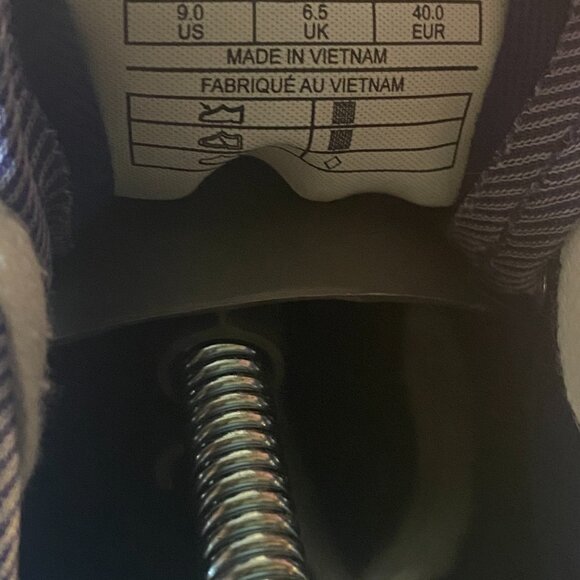 9.0 6.5 40.0
US UK EUR
MADE IN VIETNAM
FABRIQUÉ AU VIETNAM